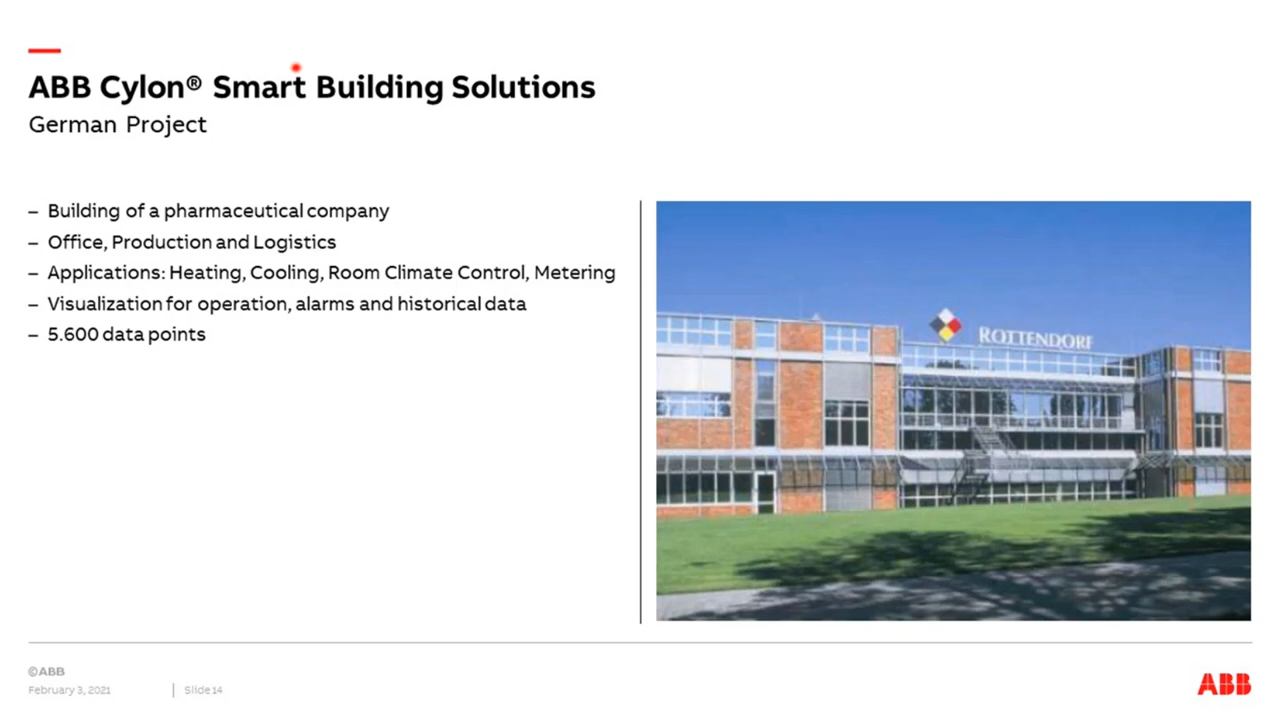 ABB Cylon® Smart Building Solutions
German Project
– Building of a pharmaceutical company
– Office, Production and Logistics
– Applications: Heating, Cooling, Room Climate Control, Metering
– Visualization for operation, alarms and historical data
– 5.600 data points
ROTTENDORF
©ABB
February 3, 2021 | Slide 14
ABB